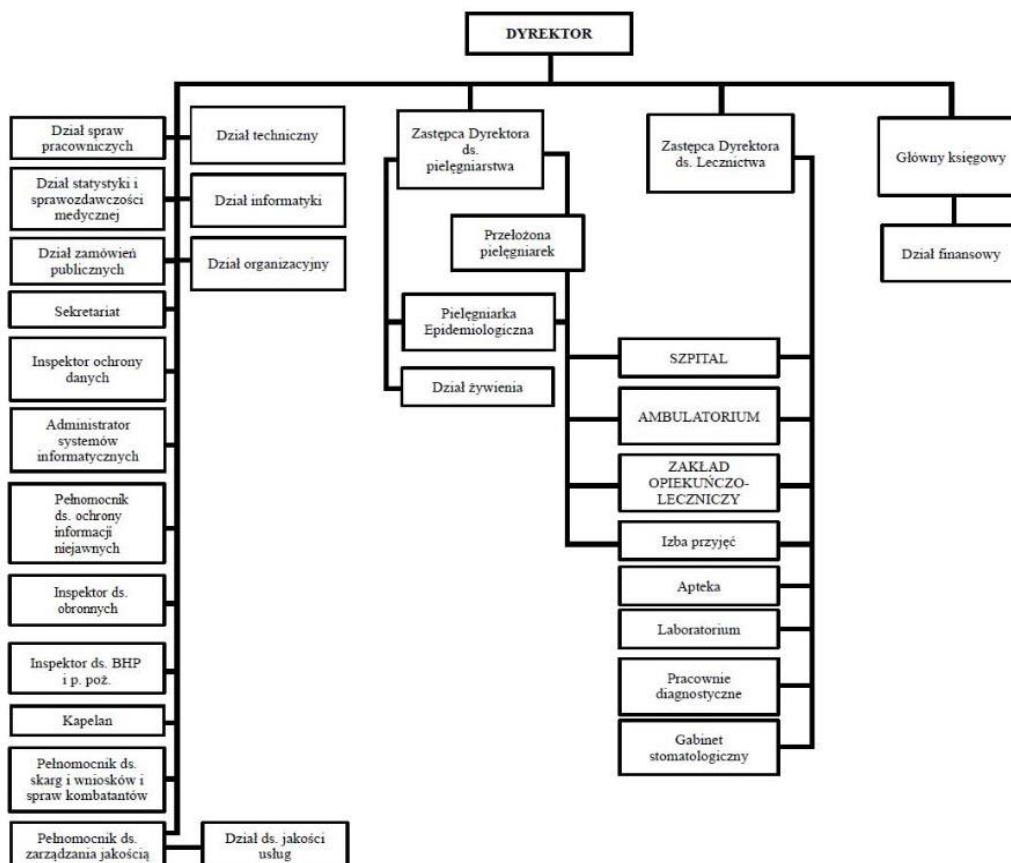 DYREKTOR
Dział spraw
pracowniczych
Dział techniczny
Dział statystyki i
sprawozdawczości
medycznej
Dział informatyki
Dział zamówień
publicznych
Dział organizacyjny
Sekretariat
Inspektor ochrony
danych
Administrator
systemów
informatycznych
Pełnomocnik
ds. ochrony
informacji
niejawnych
Inspektor ds.
obronnych
Inspektor ds. BHP
i p. poż.
Kapelan
Pełnomocnik ds.
skarg i wniosków i
spraw kombatantów
Pełnomocnik ds.
zarządzania jakością
Dział ds. jakości
usług
Zastępca Dyrektora
ds.
pielęgniarstwa
Przełożona
pielęgniarek
Pielęgniarka
Epidemiologiczna
Dział żywienia
Zastępca Dyrektora
ds. Lecznictwa
SZPITAL
AMBULATORIUM
ZAKŁAD
OPIEKUŃCZO-
LECZNICZY
Izba przyjęć
Apteka
Laboratorium
Pracownie
diagnostyczne
Gabinet
stomatologiczny
Główny księgowy
Dział finansowy